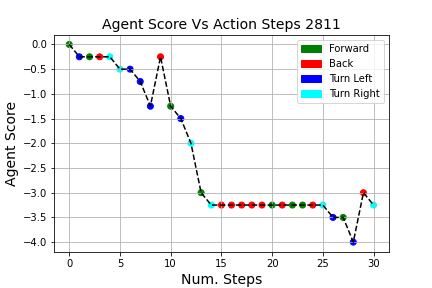 Agent Score Vs Action Steps 2811
Agent Score
0.0
−0.5
−1.0
−1.5
−2.0
−2.5
−3.0
−3.5
−4.0
Forward
Back
Turn Left
Turn Right
0 5 10 15 20 25 30
Num. Steps